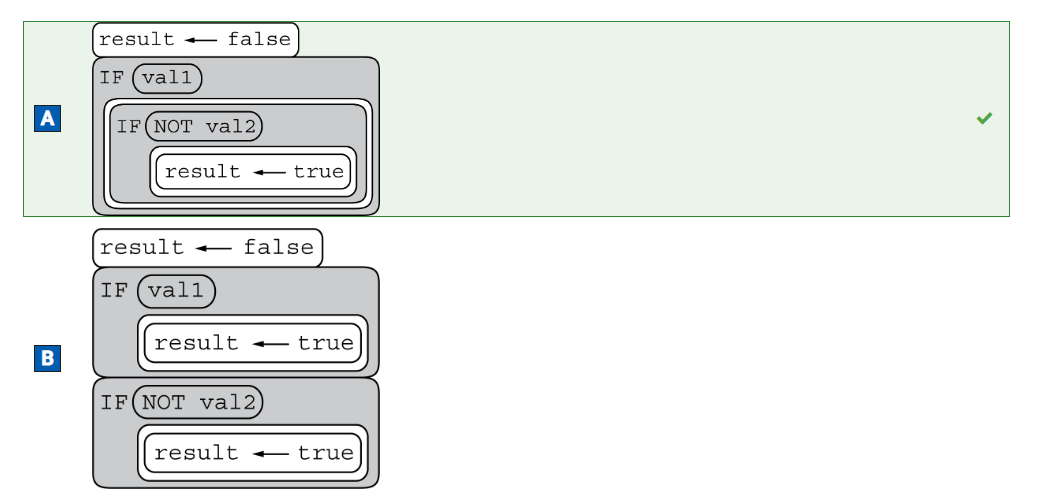 result ← false
IF val1
A
IF NOT val2
result ← true
result ← false
IF val1
result ← true
B
IF NOT val2
result ← true